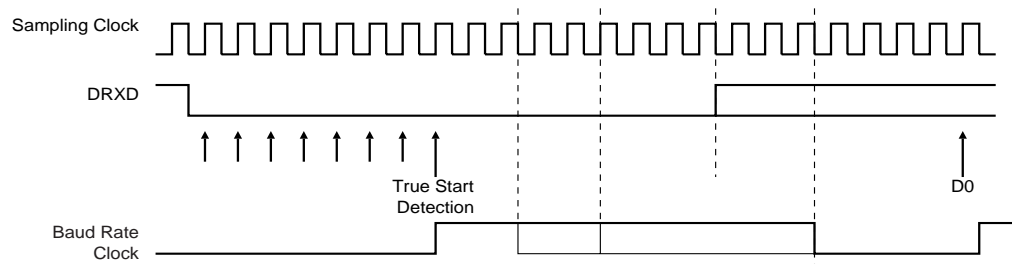 Sampling Clock
DRXD
True Start
Detection
D0
Baud Rate
Clock